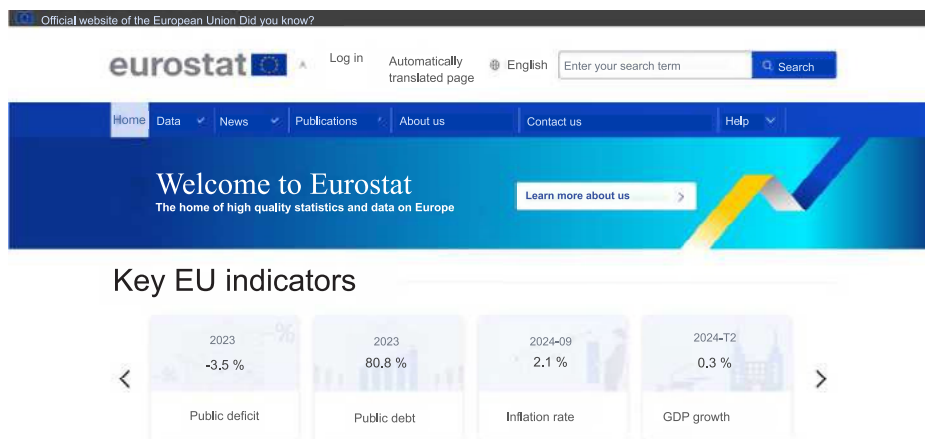 Official website of the European Union Did you know?
eurostat
Log in
Automatically
translated page
English
Enter your search term
Search
Home Data News Publications About us Contact us Help
Welcome to Eurostat
The home of high quality statistics and data on Europe
Learn more about us
Key EU indicators
2023 2023 2024-09 2024-T2
-3.5 % 80.8 % 2.1 % 0.3 %
Public deficit Public debt Inflation rate GDP growth